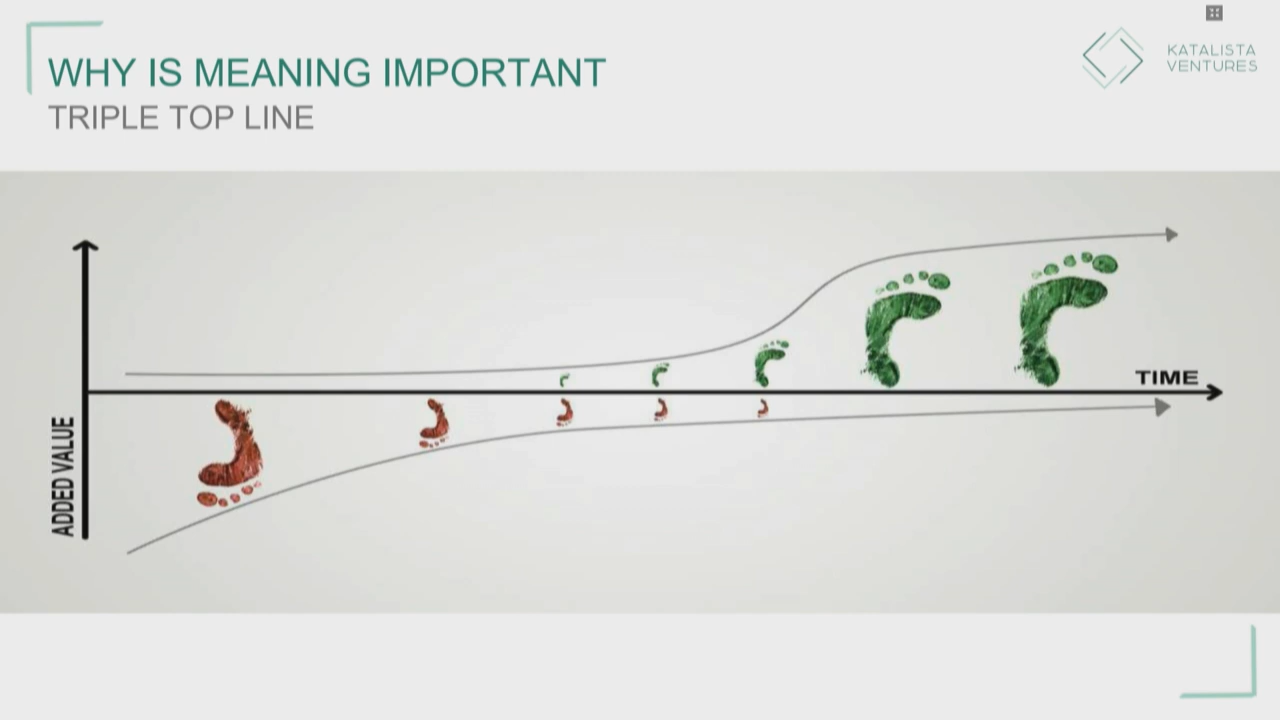 WHY IS MEANING IMPORTANT
TRIPLE TOP LINE
KATALISTA
VENTURES
TIME
ADDED VALUE